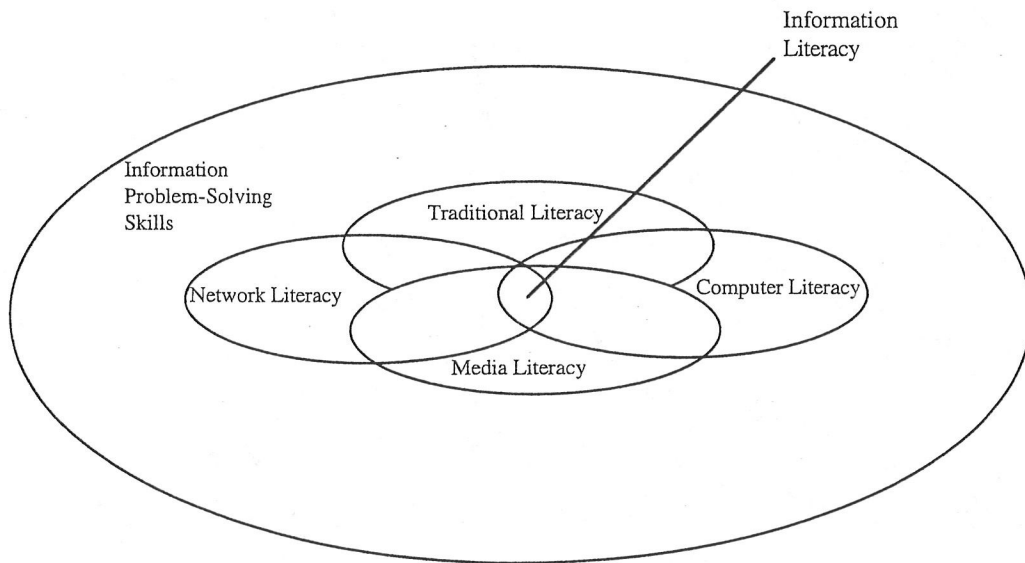 Information
Literacy
Information
Problem-Solving
Skills
Traditional Literacy
Network Literacy
Computer Literacy
Media Literacy